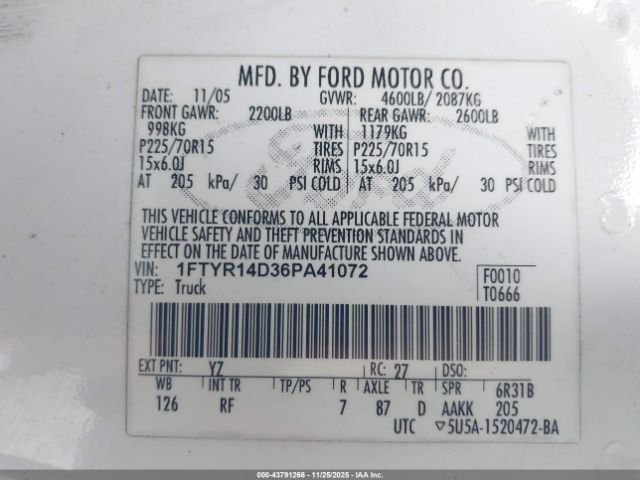 MFD. BY FORD MOTOR CO.
DATE: 11/05 GVWR: 4600LB/ 2087KG
FRONT GAWR: 2200LB REAR GAWR: 2600LB
998KG WITH 1179KG WITH
P225/70R15 TIRES P225/70R15 TIRES
15x6.0J RIMS 15x6.0J RIMS
AT 205 kPa/ 30 PSI COLD AT 205 kPa/ 30 PSI COLD
THIS VEHICLE CONFORMS TO ALL APPLICABLE FEDERAL MOTOR
VEHICLE SAFETY AND THEFT PREVENTION STANDARDS IN
EFFECT ON THE DATE OF MANUFACTURE SHOWN ABOVE.
VIN: 1FTYR14D36PA41072 F0010
TYPE: Truck T0666
EXT PNT: YZ RC: 27 DSO:
WB INT TR TP/PS R AXLE TR SPR 6R31B
126 RF 7 87 D AAKK 205
UTC ▽5U5A-1520472-BA
Ford
000-43791266 - 11/25/2025 - IAAI.COM